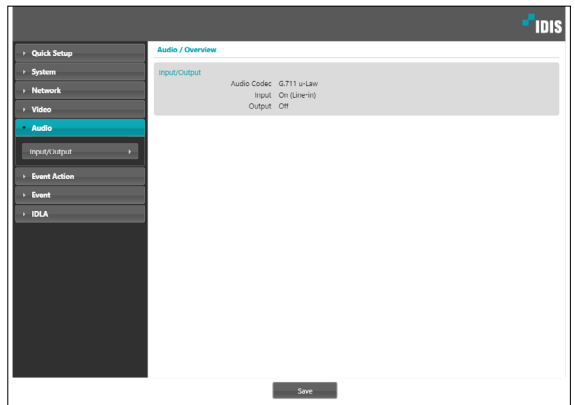 IDIS
Quick Setup
System
Network
Video
Audio
Input/Output
Event Action
Event
IDLA
Audio / Overview
Input/Output
Audio Codec G.711 u-Law
Input On (Line-in)
Output Off
Save